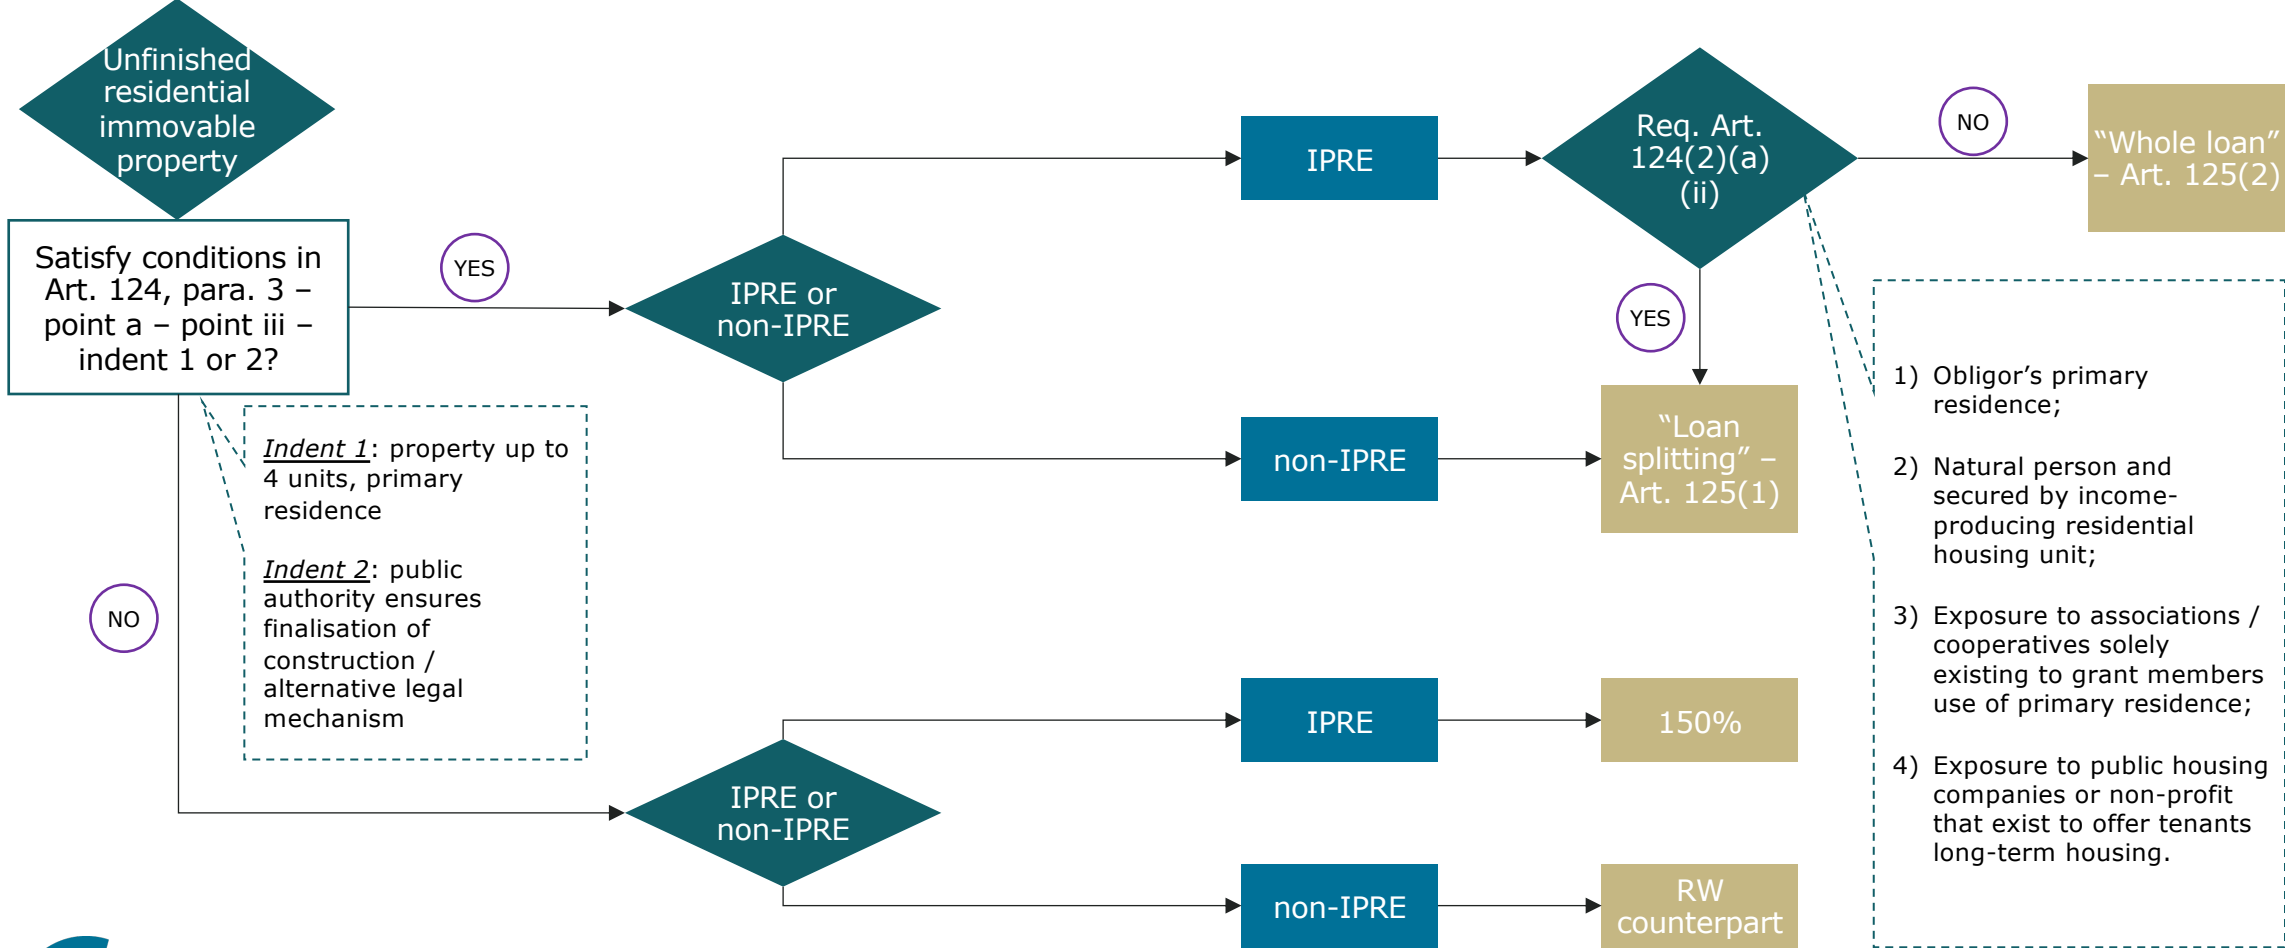 Unfinished
residential
immovable
property
Satisfy conditions in
Art. 124, para. 3 –
point a – point iii –
indent 1 or 2?
YES
NO
Indent 1: property up to
4 units, primary
residence
Indent 2: public
authority ensures
finalisation of
construction /
alternative legal
mechanism
IPRE or
non-IPRE
IPRE
Req. Art.
124(2)(a)
(ii)
NO
“Whole loan”
– Art. 125(2)
YES
non-IPRE
“Loan
splitting” –
Art. 125(1)
1) Obligor’s primary
residence;
2) Natural person and
secured by income-
producing residential
housing unit;
3) Exposure to associations /
cooperatives solely
existing to grant members
use of primary residence;
4) Exposure to public housing
companies or non-profit
that exist to offer tenants
long-term housing.
IPRE or
non-IPRE
IPRE
150%
non-IPRE
RW
counterpart